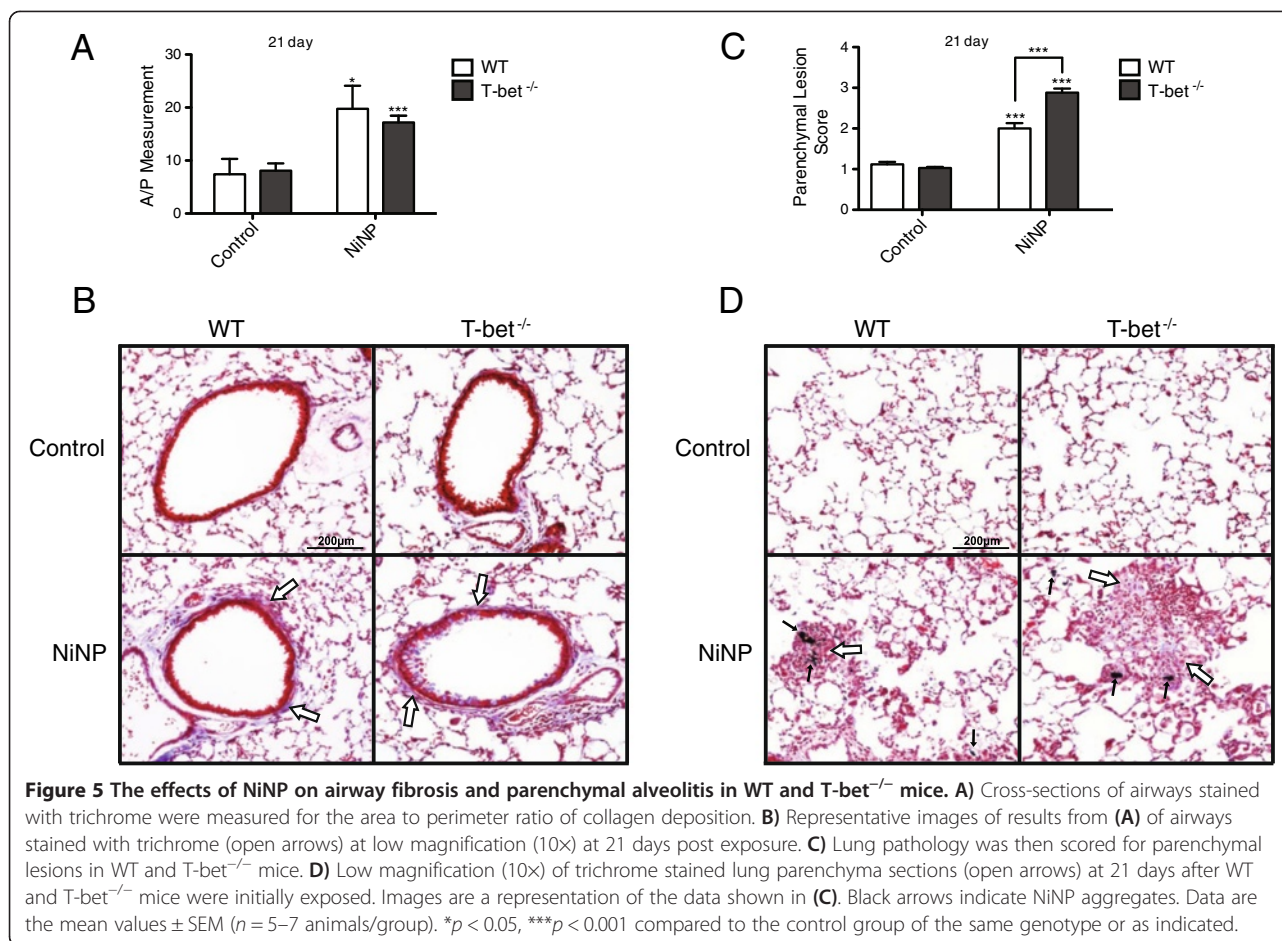 A
21 day
A/P Measurement
30
20
10
0
*
***
Control
NiNP
WT
T-bet -/-
C
21 day
Parenchymal Lesion
Score
4
3
2
1
0
***
***
***
Control
NiNP
WT
T-bet -/-
B
WT
T-bet -/-
Control
200µm
NiNP
D
WT
T-bet -/-
Control
200µm
NiNP
Figure 5 The effects of NiNP on airway fibrosis and parenchymal alveolitis in WT and T-bet−/− mice. A) Cross-sections of airways stained
with trichrome were measured for the area to perimeter ratio of collagen deposition. B) Representative images of results from (A) of airways
stained with trichrome (open arrows) at low magnification (10×) at 21 days post exposure. C) Lung pathology was then scored for parenchymal
lesions in WT and T-bet−/− mice. D) Low magnification (10×) of trichrome stained lung parenchyma sections (open arrows) at 21 days after WT
and T-bet−/− mice were initially exposed. Images are a representation of the data shown in (C). Black arrows indicate NiNP aggregates. Data are
the mean values ± SEM (n = 5–7 animals/group). *p < 0.05, ***p < 0.001 compared to the control group of the same genotype or as indicated.